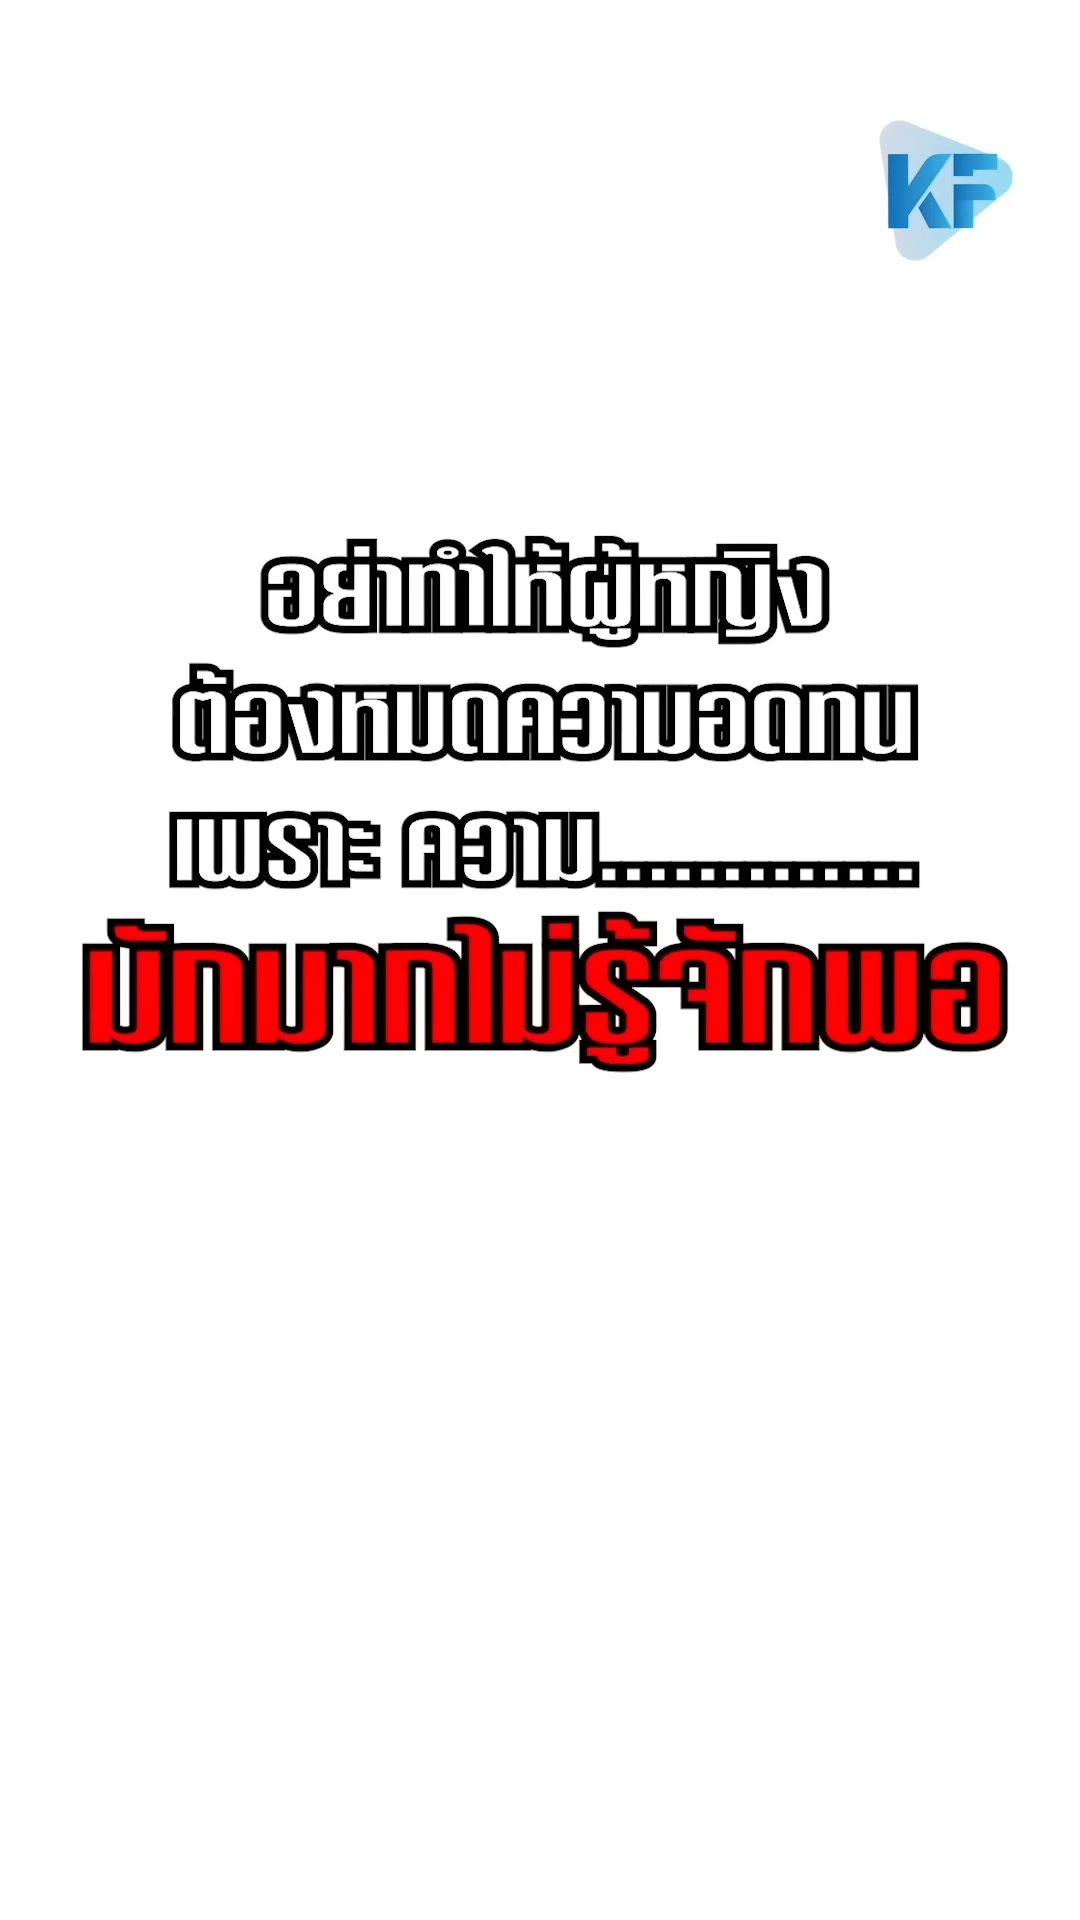 KF
อย่าทำให้ผู้หญิง
ต้องหมดความอดทน
เพราะ ความ.............
มักมากไม่รู้จักพอ